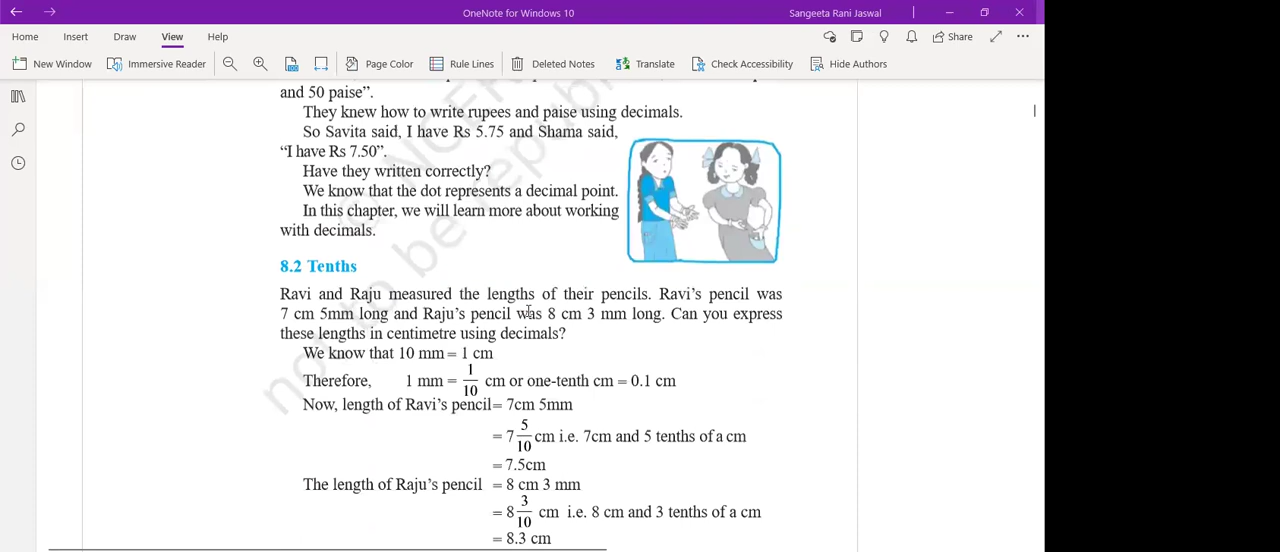 OneNote for Windows 10
Sangeeta Rani Jaswal
Home Insert Draw View Help
Share
New Window Immersive Reader Page Color Rule Lines Deleted Notes Translate Check Accessibility Hide Authors
and 50 paise”.
They knew how to write rupees and paise using decimals.
So Savita said, I have Rs 5.75 and Shama said,
“I have Rs 7.50”.
Have they written correctly?
We know that the dot represents a decimal point.
In this chapter, we will learn more about working
with decimals.
8.2 Tenths
Ravi and Raju measured the lengths of their pencils. Ravi’s pencil was
7 cm 5mm long and Raju’s pencil was 8 cm 3 mm long. Can you express
these lengths in centimetre using decimals?
We know that 10 mm = 1 cm
Therefore, 1 mm = 1/10 cm or one-tenth cm = 0.1 cm
Now, length of Ravi’s pencil= 7cm 5mm
= 7 5/10 cm i.e. 7cm and 5 tenths of a cm
= 7.5cm
The length of Raju’s pencil = 8 cm 3 mm
= 8 3/10 cm i.e. 8 cm and 3 tenths of a cm
= 8.3 cm
not to be republish